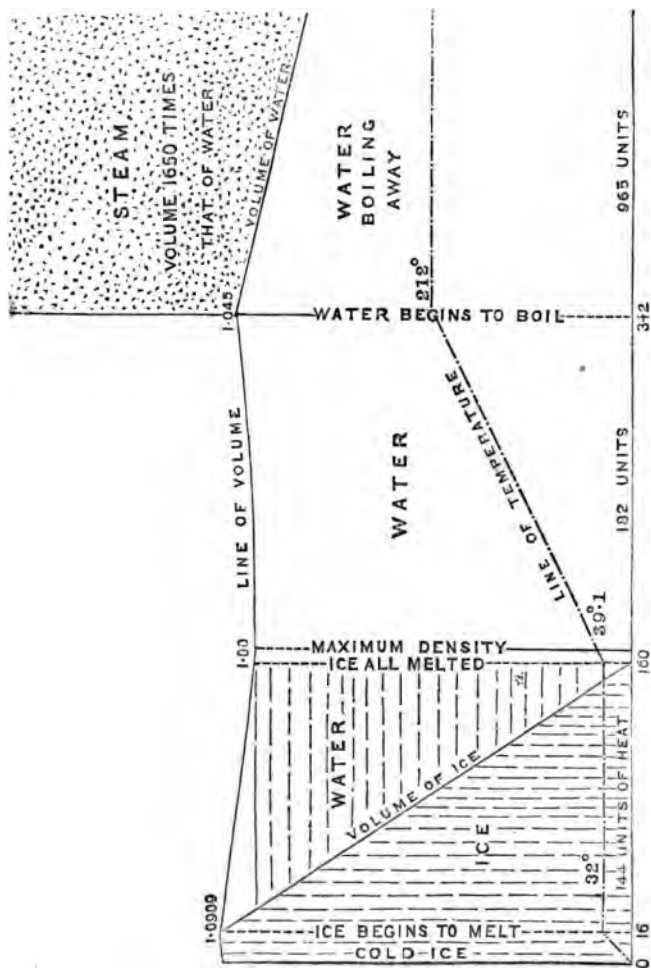 STEAM
VOLUME 1650 TIMES
THAT OF WATER
VOLUME OF WATER
WATER
BOILING
AWAY
965 UNITS
212°
1·045
WATER BEGINS TO BOIL
LINE OF VOLUME
WATER
LINE OF TEMPERATURE
182 UNITS
39°·1
1·00
MAXIMUM DENSITY
ICE ALL MELTED
160
WATER
VOLUME OF ICE
ICE
32°
144 UNITS OF HEAT
1·0909
ICE BEGINS TO MELT
16
COLD ICE
0